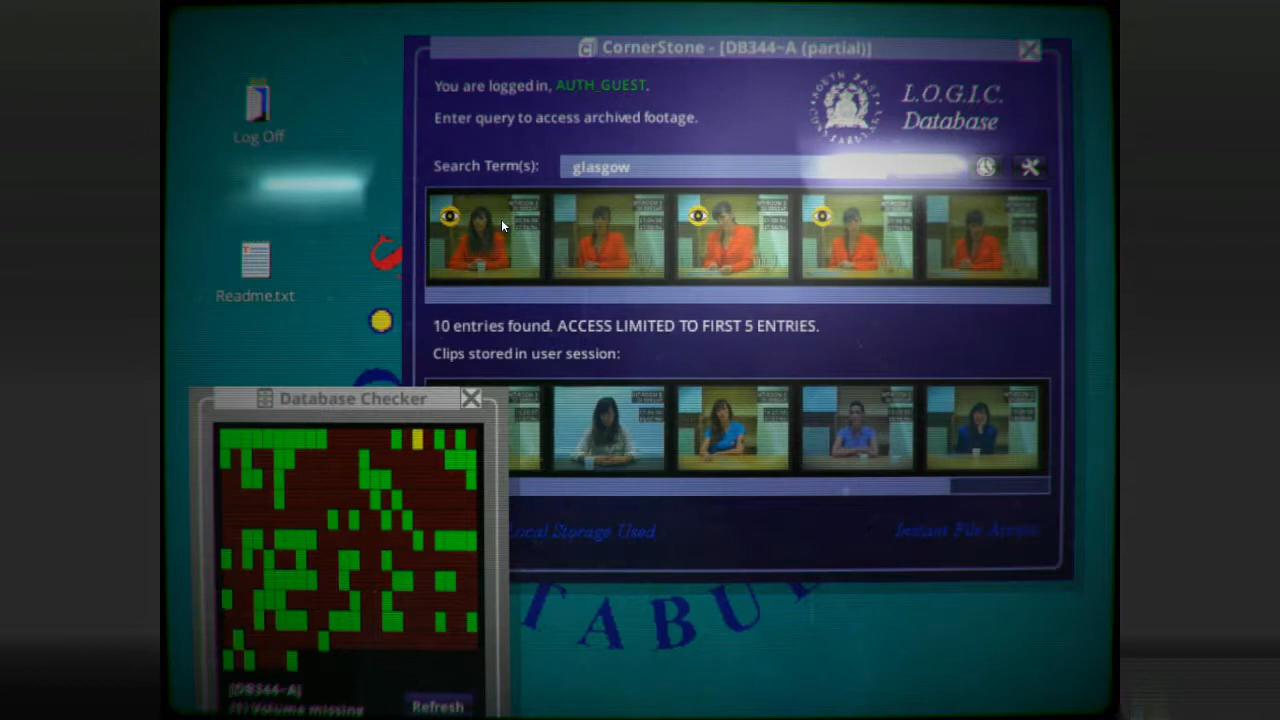 CornerStone - [DB344~A (partial)]
You are logged in, AUTH_GUEST.
Enter query to access archived footage.
L.O.G.I.C.
Database
Log Off
Search Term(s): glasgow
Readme.txt
10 entries found. ACCESS LIMITED TO FIRST 5 ENTRIES.
Clips stored in user session:
Database Checker
Local Storage Used
Instant File Access
TABU
[DB344-A]
(1) Volume missing
Refresh